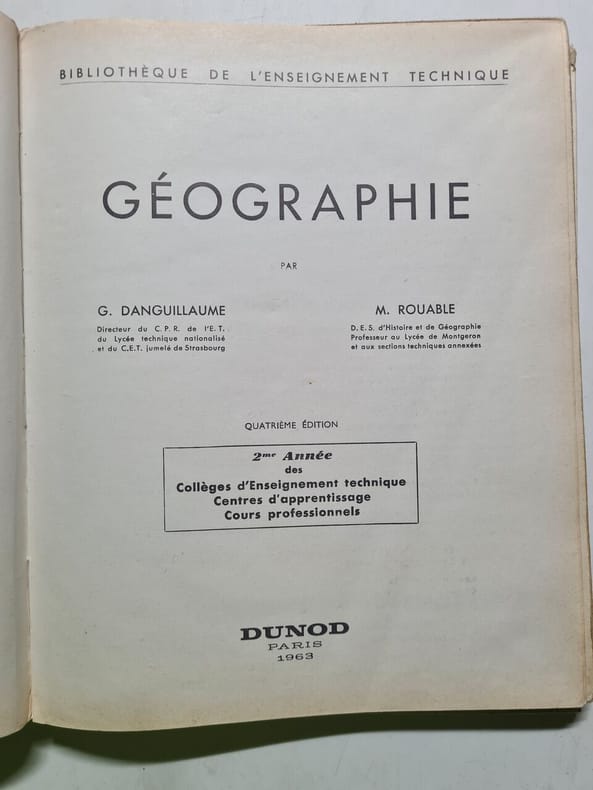 BIBLIOTHÈQUE DE L'ENSEIGNEMENT TECHNIQUE
GÉOGRAPHIE
PAR
G. DANGUILLAUME
Directeur du C.P.R. de l'E.T.
du Lycée technique nationalisé
et du C.E.T. jumelé de Strasbourg
M. ROUABLE
D.E.S. d'Histoire et de Géographie
Professeur au Lycée de Montgeron
et aux sections techniques annexées
QUATRIÈME ÉDITION
2me Année
des
Collèges d'Enseignement technique
Centres d'apprentissage
Cours professionnels
DUNOD
PARIS
1963